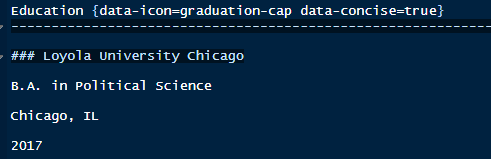 Education {data-icon=graduation-cap data-concise=true}
--------------------------------------------------------------------------------
### Loyola University Chicago
B.A. in Political Science
Chicago, IL
2017